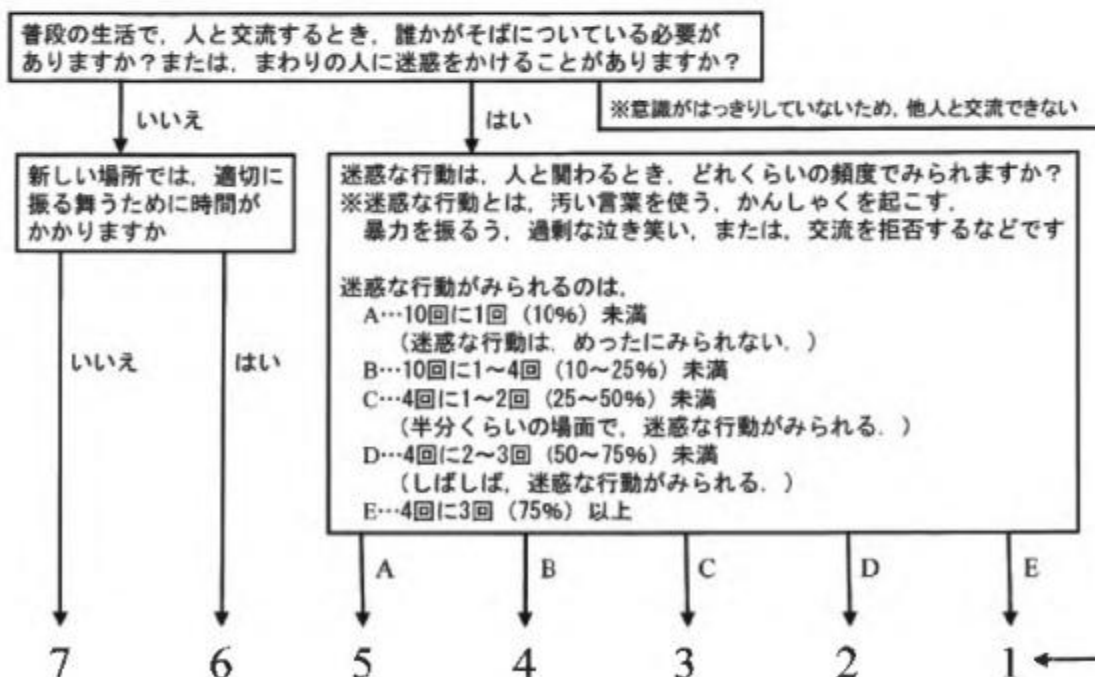 普段の生活で，人と交流するとき，誰かがそばについている必要が
ありますか？または，まわりの人に迷惑をかけることがありますか？
いいえ
はい
※意識がはっきりしていないため，他人と交流できない
新しい場所では，適切に
振る舞うために時間が
かかりますか
迷惑な行動は，人と関わるとき，どれくらいの頻度でみられますか？
※迷惑な行動とは，汚い言葉を使う，かんしゃくを起こす．
暴力を振るう，過剰な泣き笑い，または，交流を拒否するなどです
迷惑な行動がみられるのは，
A…10回に1回（10%）未満
（迷惑な行動は，めったにみられない．）
B…10回に1～4回（10～25%）未満
C…4回に1～2回（25～50%）未満
（半分くらいの場面で，迷惑な行動がみられる．）
D…4回に2～3回（50～75%）未満
（しばしば，迷惑な行動がみられる．）
E…4回に3回（75%）以上
いいえ
はい
A
B
C
D
E
7
6
5
4
3
2
1